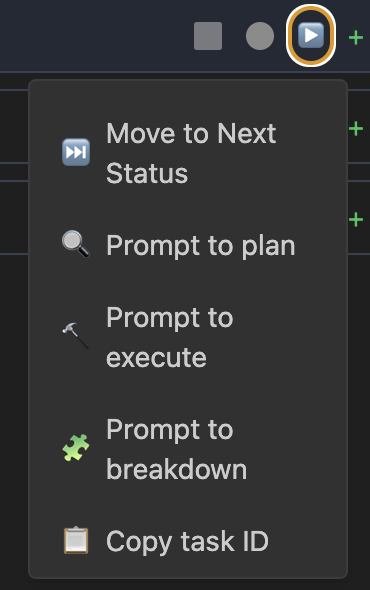 Move to Next
Status
Prompt to plan
Prompt to
execute
Prompt to
breakdown
Copy task ID